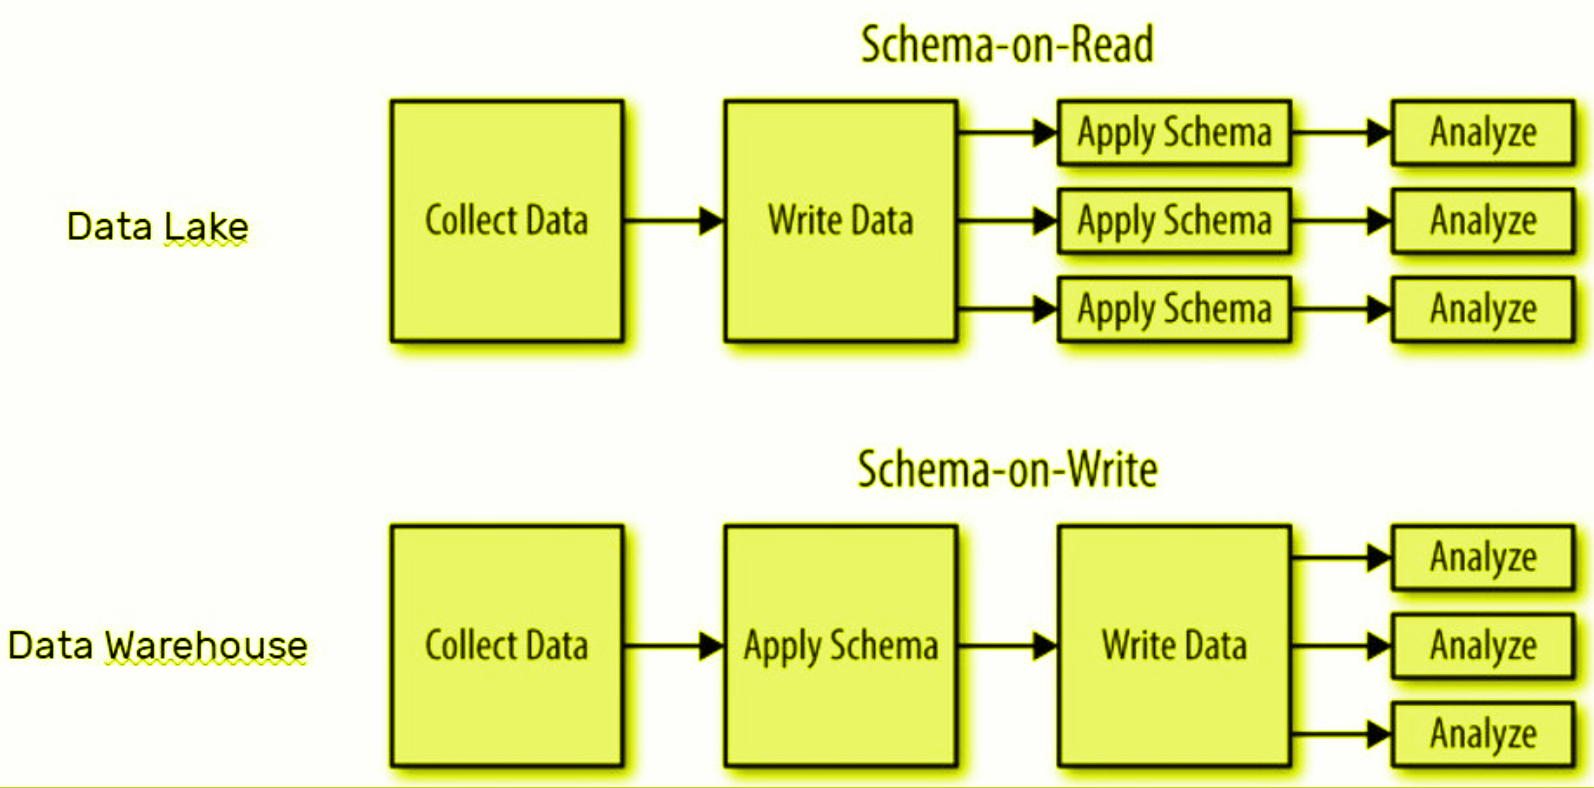 Schema-on-Read
Data Lake
Collect Data
Write Data
Apply Schema
Analyze
Apply Schema
Analyze
Apply Schema
Analyze
Schema-on-Write
Data Warehouse
Collect Data
Apply Schema
Write Data
Analyze
Analyze
Analyze